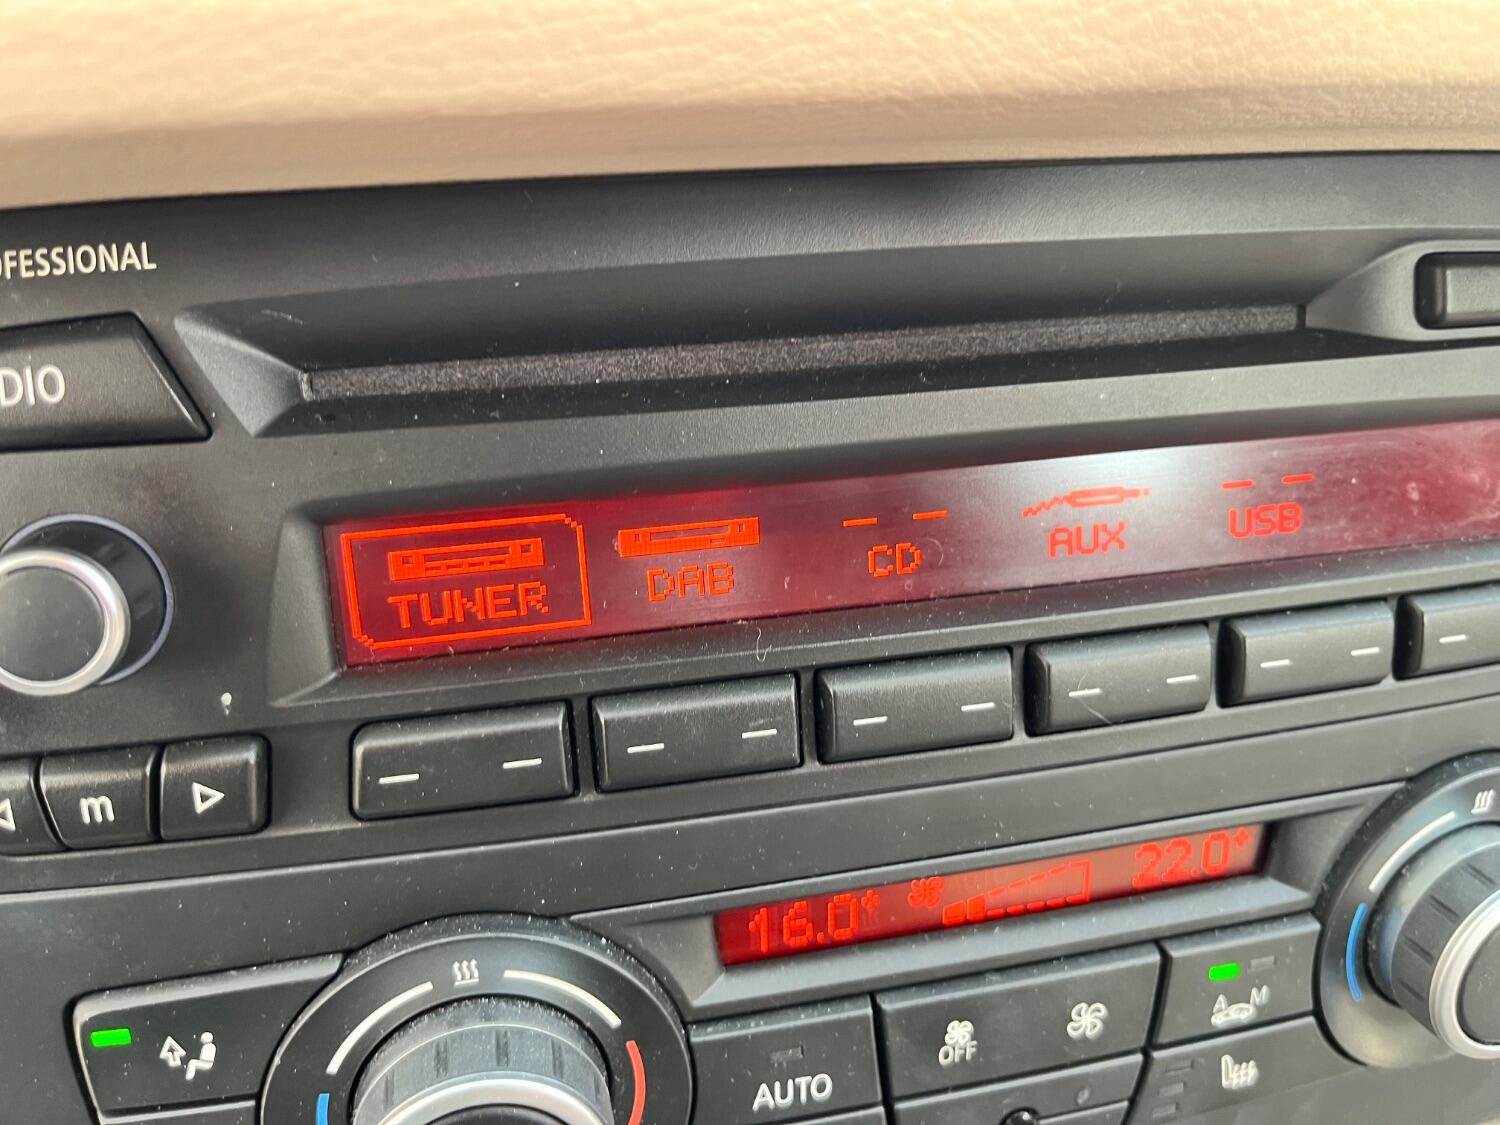 OFESSIONAL
DIO
TUNER
DAB
CD
AUX
USB
m
16.0°
22.0°
AUTO
OFF
A M